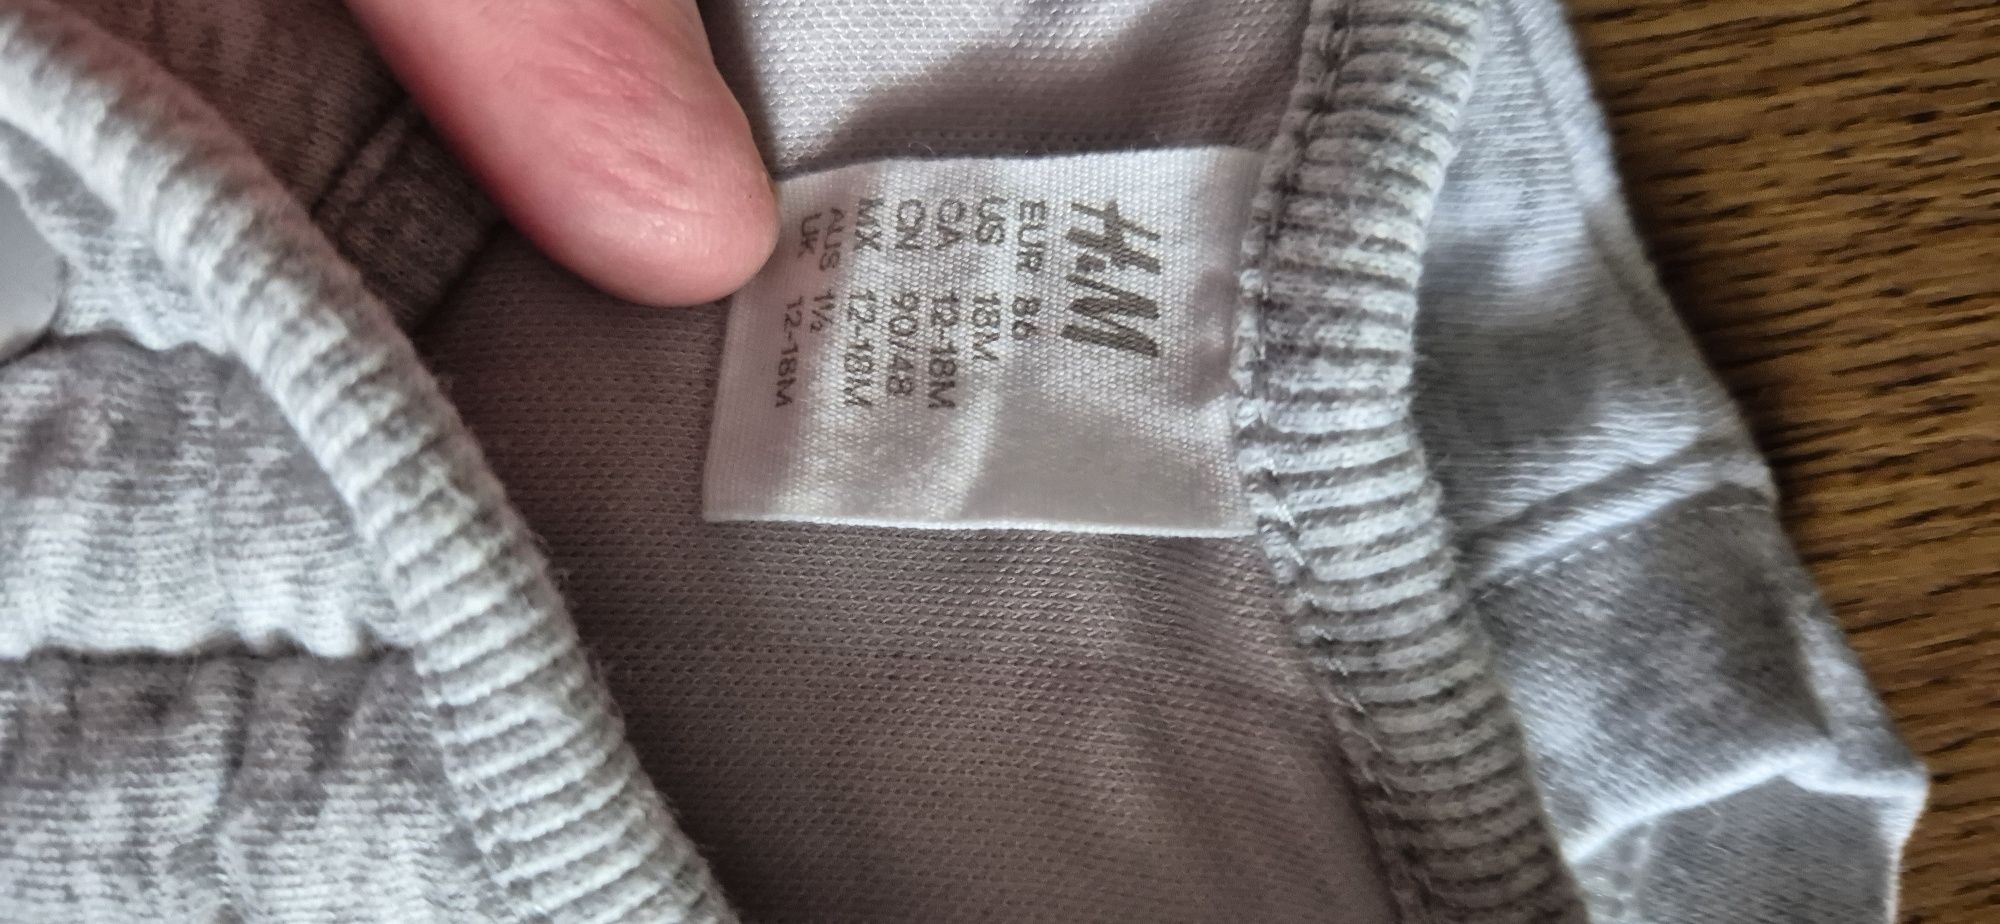 H&M
EUR 86
US 18M
CA 12-18M
CN 90/48
MX 12-18M
AUS 1½
UK 12-18M